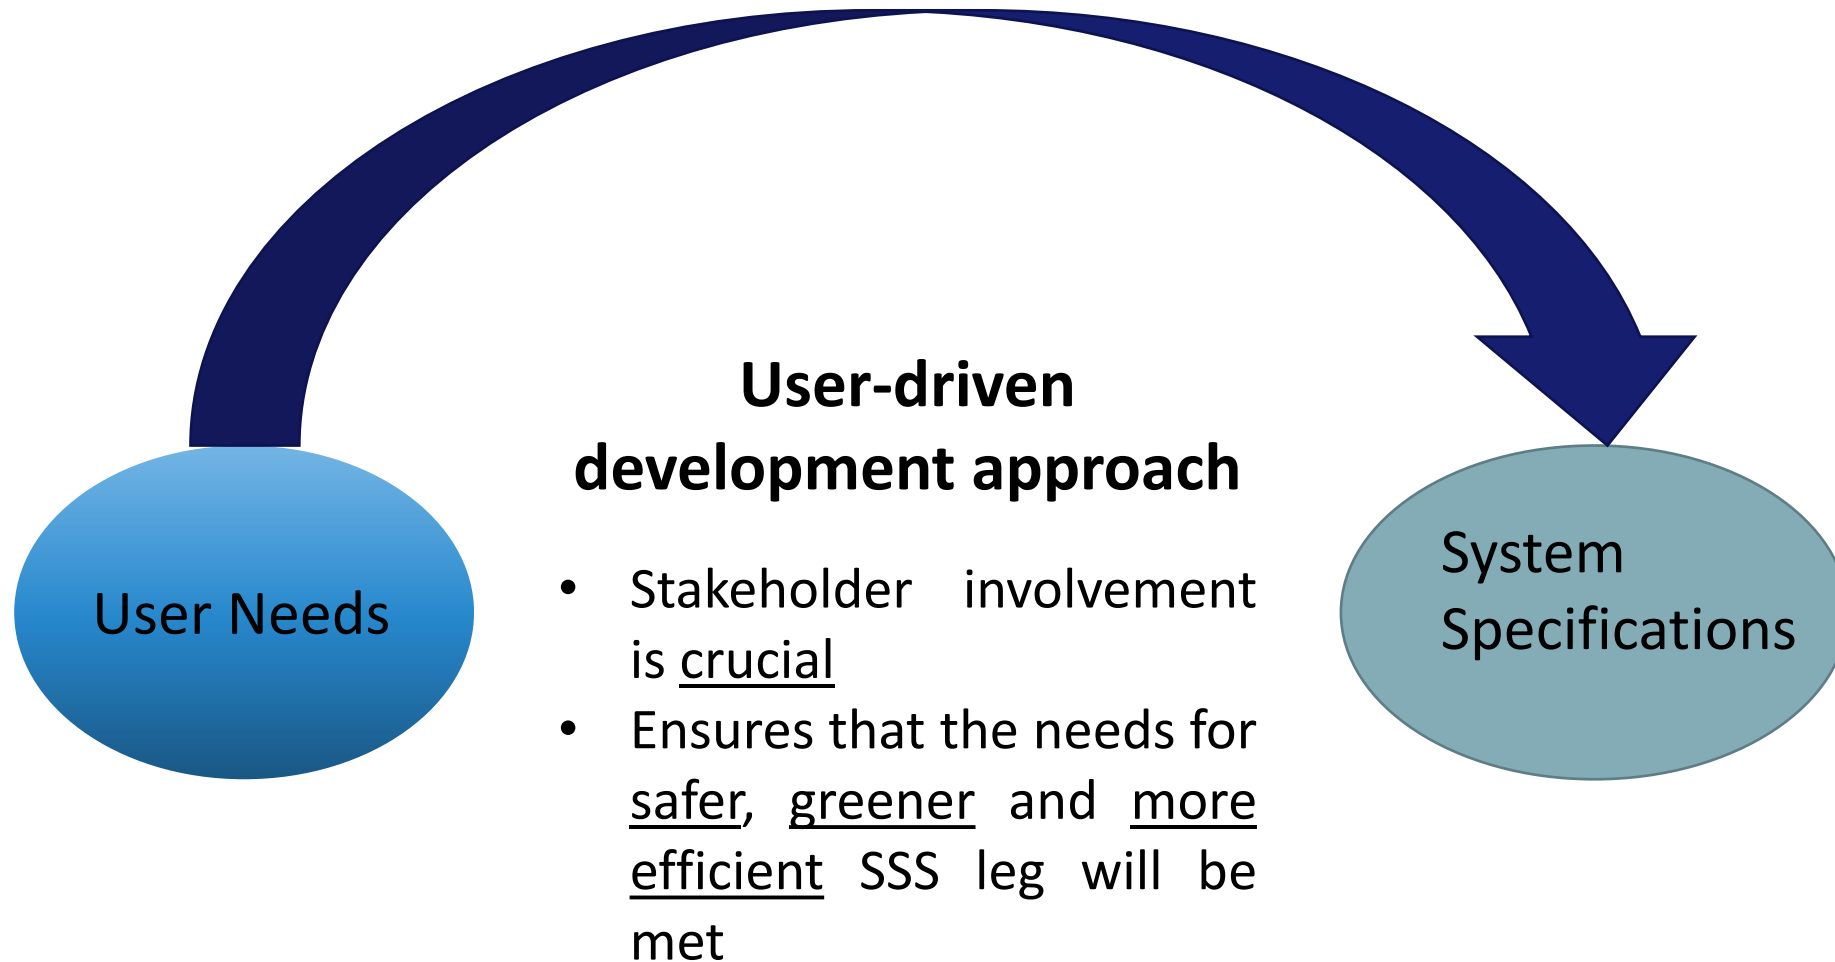 User-driven
development approach
User Needs
• Stakeholder involvement
is crucial
• Ensures that the needs for
safer, greener and more
efficient SSS leg will be
met
System
Specifications